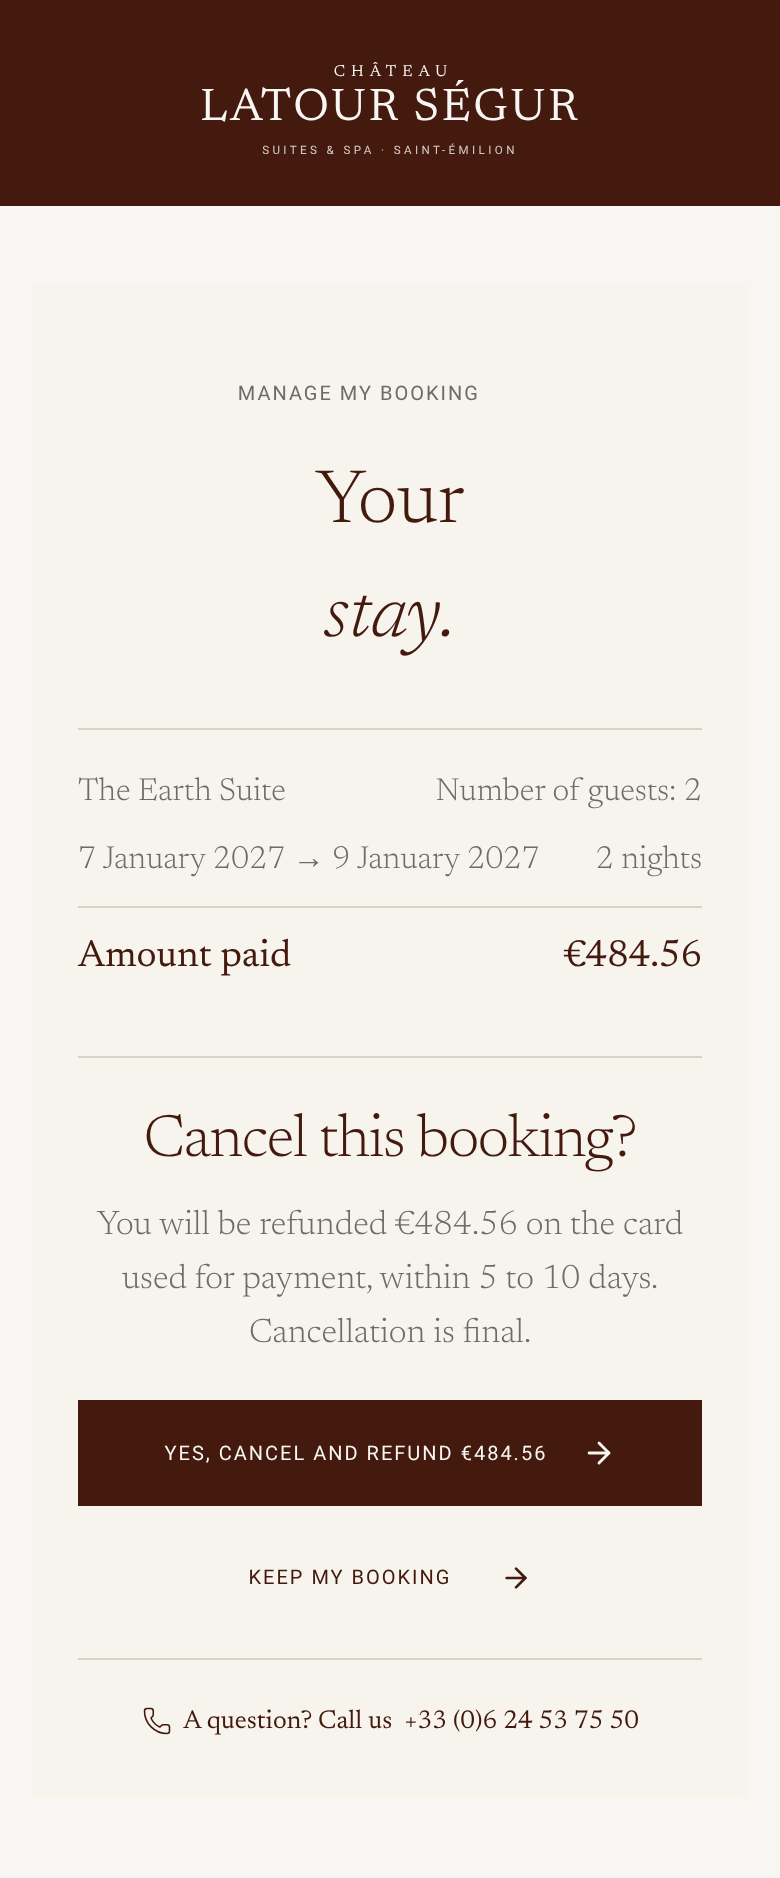 CHÂTEAU
LATOUR SÉGUR
SUITES & SPA · SAINT-ÉMILION
MANAGE MY BOOKING
Your
stay.
The Earth Suite Number of guests: 2
7 January 2027 → 9 January 2027 2 nights
Amount paid €484.56
Cancel this booking?
You will be refunded €484.56 on the card
used for payment, within 5 to 10 days.
Cancellation is final.
YES, CANCEL AND REFUND €484.56 →
KEEP MY BOOKING →
A question? Call us +33 (0)6 24 53 75 50